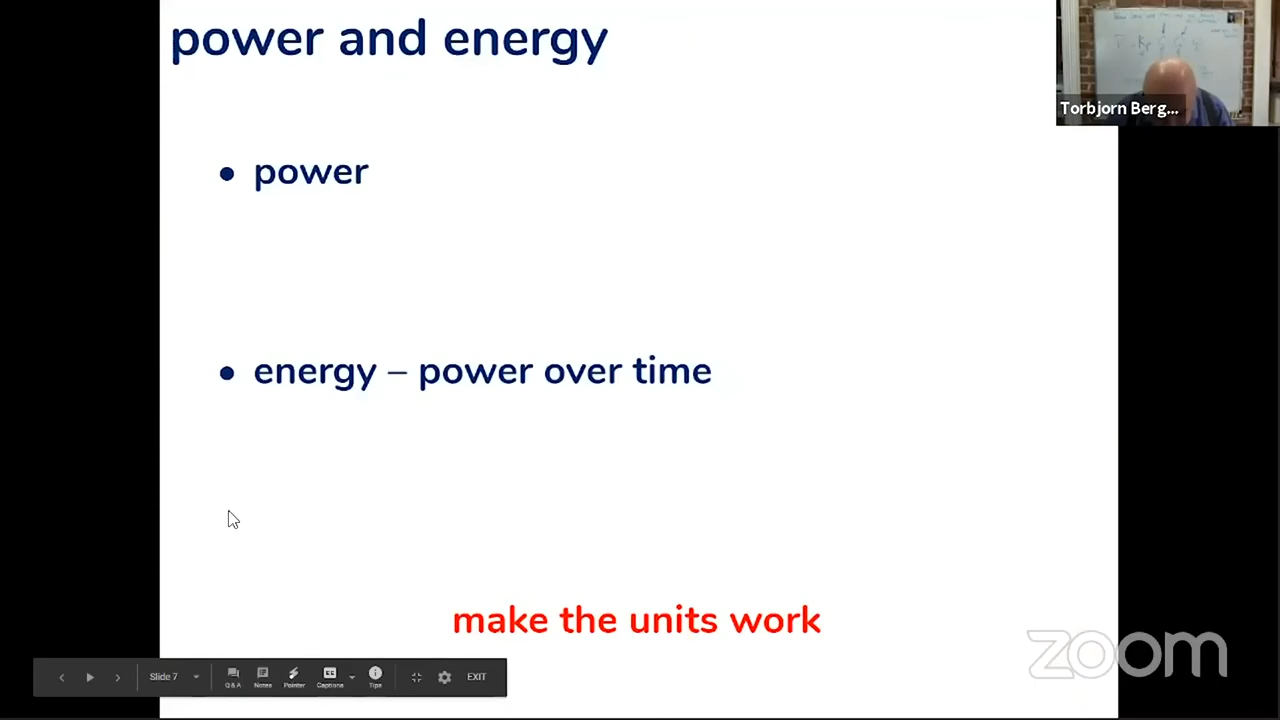 power and energy
Torbjorn Berg...
• power
• energy – power over time
make the units work
zoom
Slide 7
Q&A
Notes
Pointer
Captions
Tips
EXIT